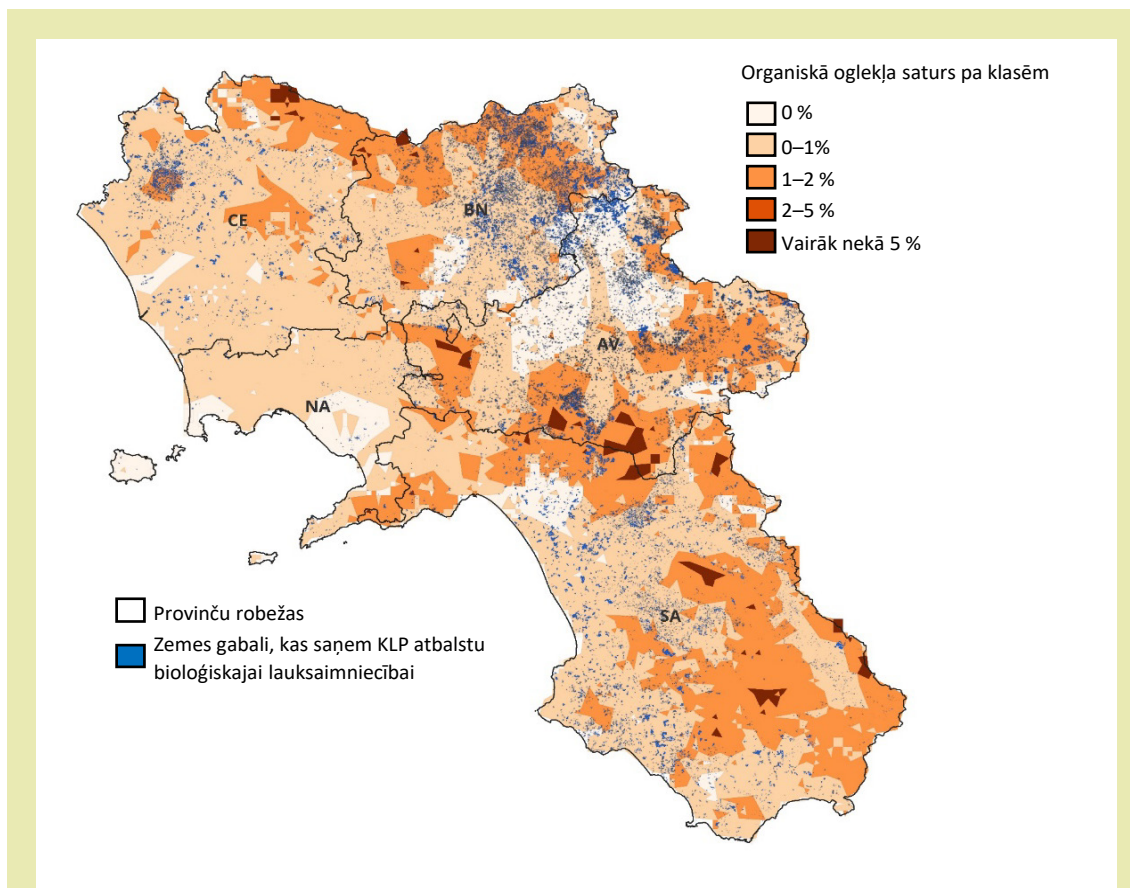 Organiskā oglekļa saturs pa klasēm
0 %
0–1%
1–2 %
2–5 %
Vairāk nekā 5 %
CE
BN
AV
NA
SA
Provinču robežas
Zemes gabali, kas saņem KLP atbalstu
bioloģiskajai lauksaimniecībai